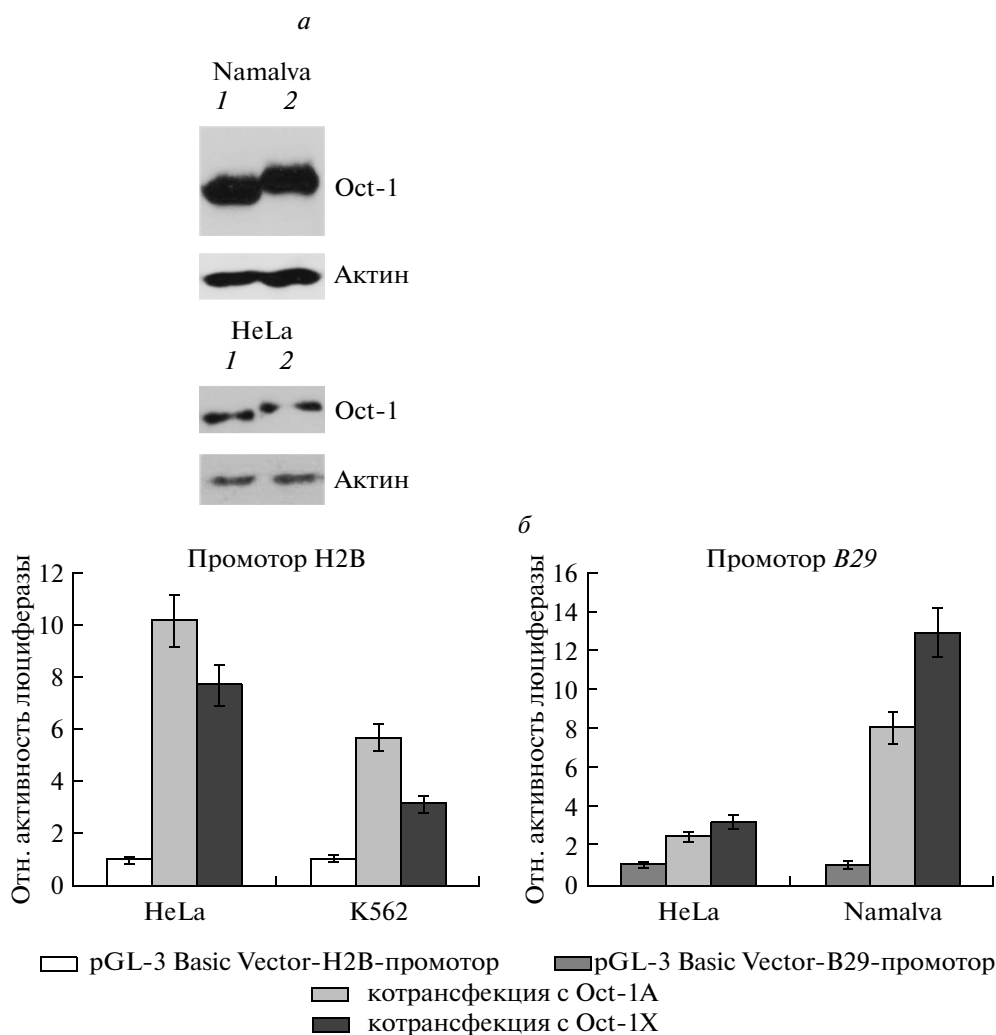 а
Namalva
1 2
Oct-1
Актин
HeLa
1 2
Oct-1
Актин
б
Промотор H2B
Отн. активность люциферазы
12
10
8
6
4
2
0
HeLa K562
Промотор B29
Отн. активность люциферазы
16
14
12
10
8
6
4
2
0
HeLa Namalva
pGL-3 Basic Vector-H2B-промотор
pGL-3 Basic Vector-B29-промотор
котрансфекция с Oct-1A
котрансфекция с Oct-1X